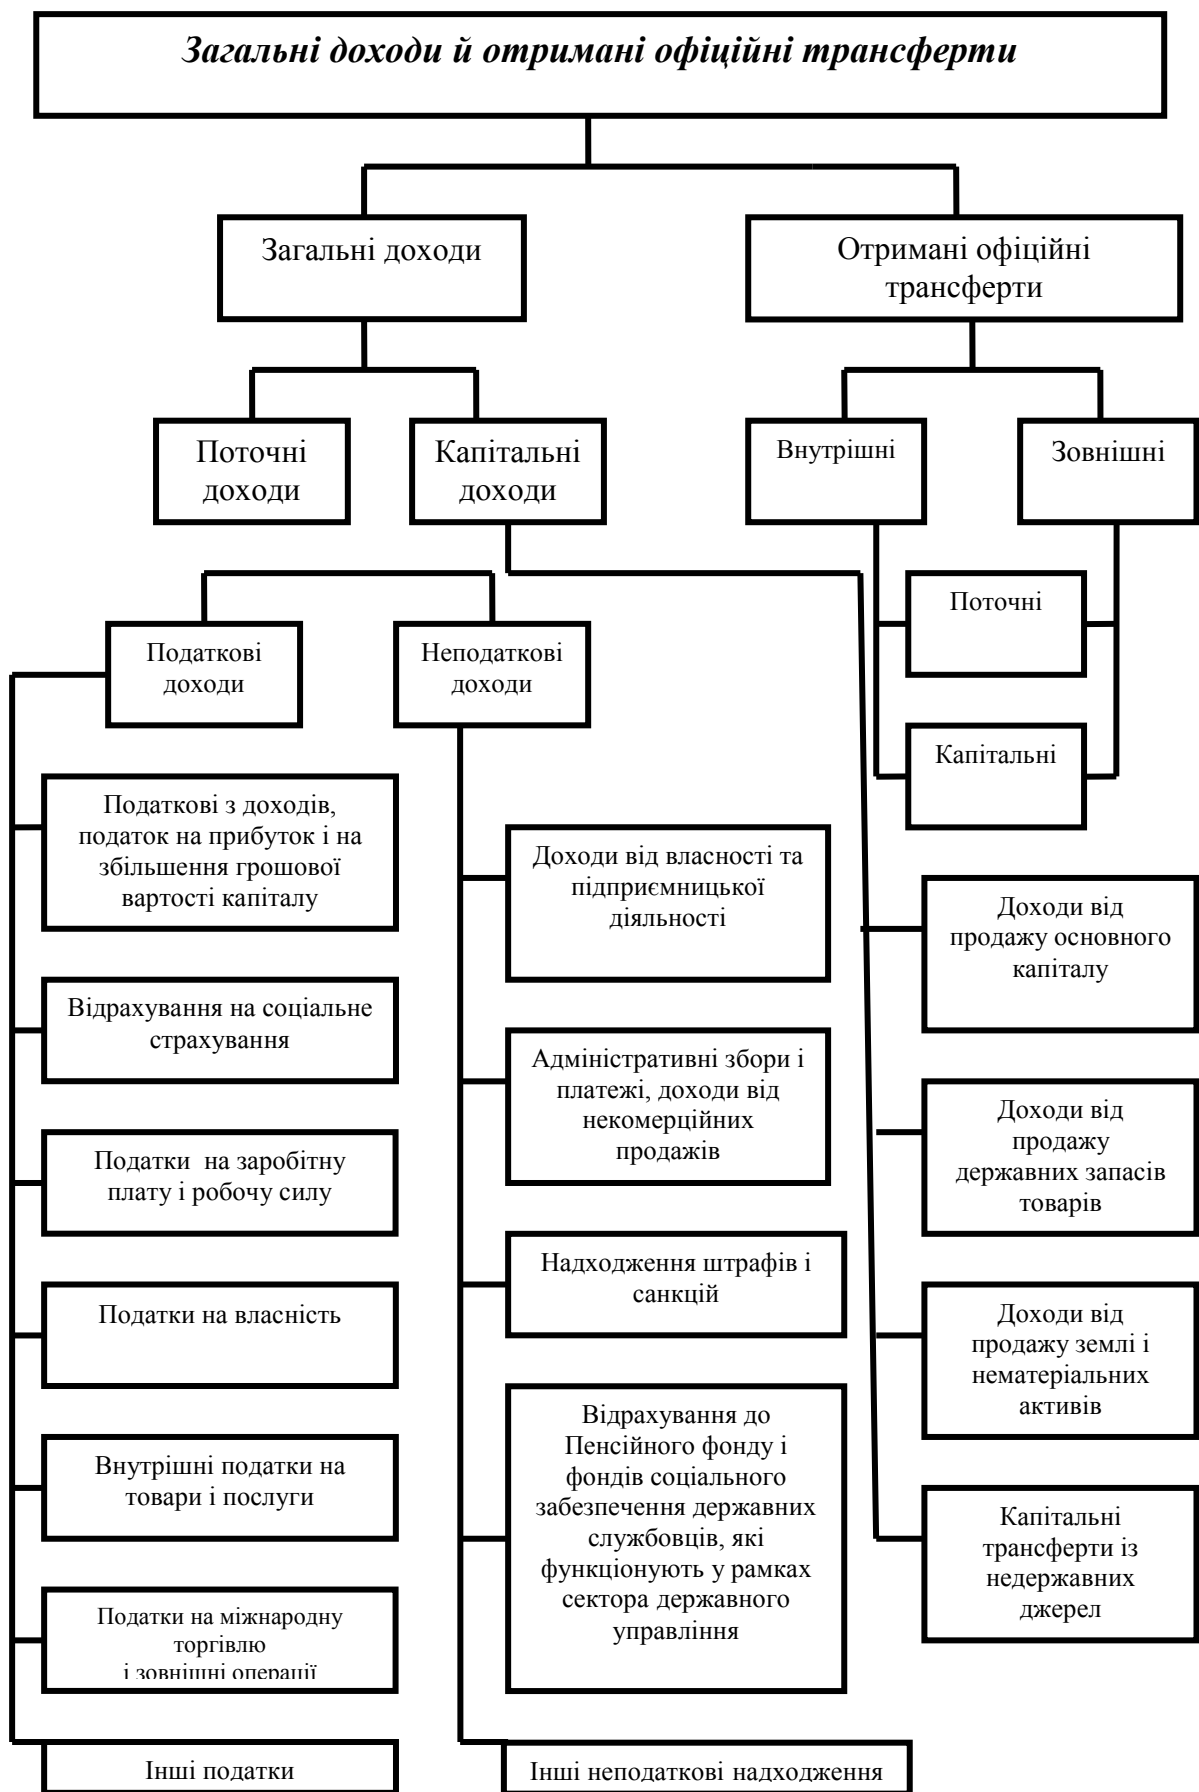 Загальні доходи й отримані офіційні трансферти
Загальні доходи
Отримані офіційні
трансферти
Поточні
доходи
Капітальні
доходи
Внутрішні
Зовнішні
Поточні
Капітальні
Податкові
доходи
Неподаткові
доходи
Податкові з доходів,
податок на прибуток і на
збільшення грошової
вартості капіталу
Відрахування на соціальне
страхування
Податки на заробітну
плату і робочу силу
Податки на власність
Внутрішні податки на
товари і послуги
Податки на міжнародну
торгівлю
і зовнішні операції
Інші податки
Доходи від власності та
підприємницької
діяльності
Адміністративні збори і
платежі, доходи від
некомерційних
продажів
Надходження штрафів і
санкцій
Відрахування до
Пенсійного фонду і
фондів соціального
забезпечення державних
службовців, які
функціонують у рамках
сектора державного
управління
Інші неподаткові надходження
Доходи від
продажу основного
капіталу
Доходи від
продажу
державних запасів
товарів
Доходи від
продажу землі і
нематеріальних
активів
Капітальні
трансферти із
недержавних
джерел